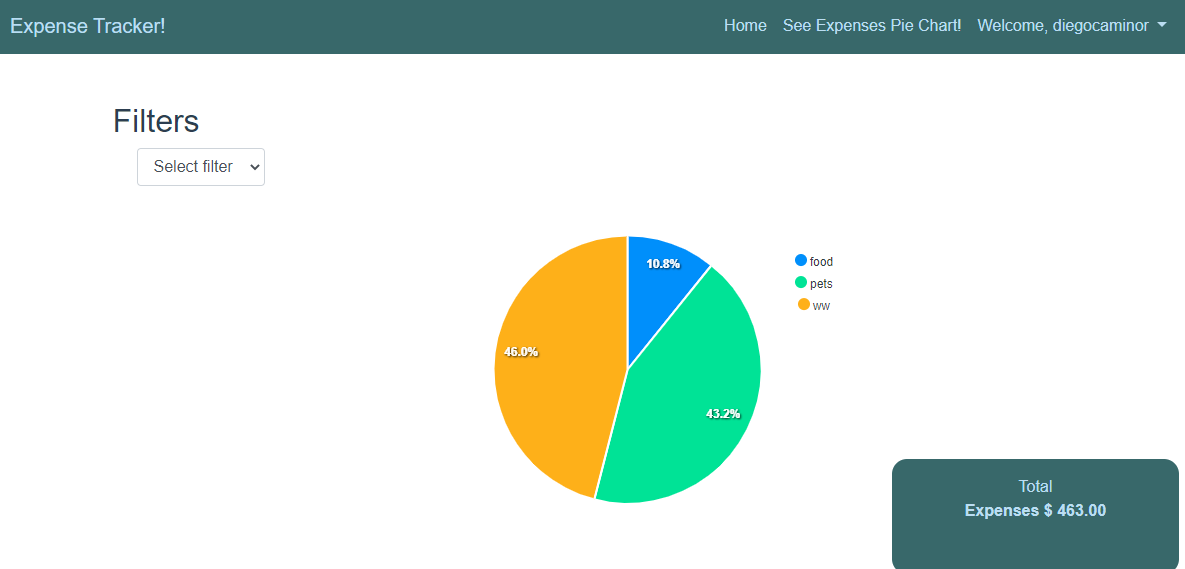 Expense Tracker!
Home
See Expenses Pie Chart!
Welcome, diegocaminor
Filters
Select filter
10.8%
43.2%
46.0%
food
pets
ww
Total
Expenses $ 463.00